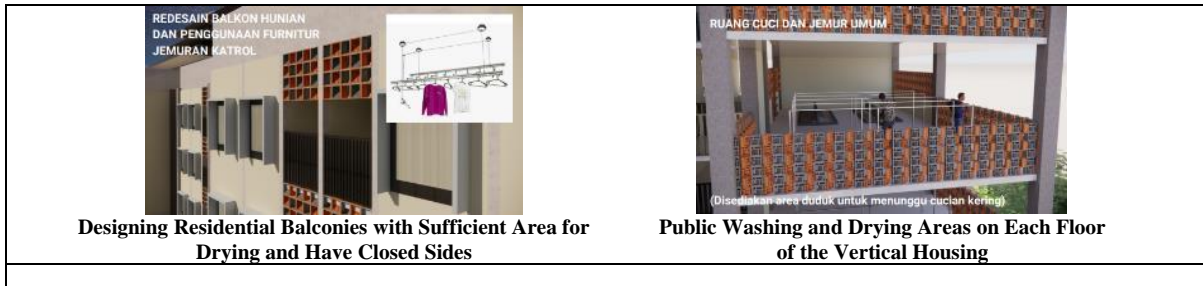 REDESAIN BALKON HUNIAN
DAN PENGGUNAAN FURNITUR
JEMURAN KATROL
RUANG CUCI DAN JEMUR UMUM
(Disediakan area duduk untuk menunggu cucian kering)
Designing Residential Balconies with Sufficient Area for
Drying and Have Closed Sides
Public Washing and Drying Areas on Each Floor
of the Vertical Housing